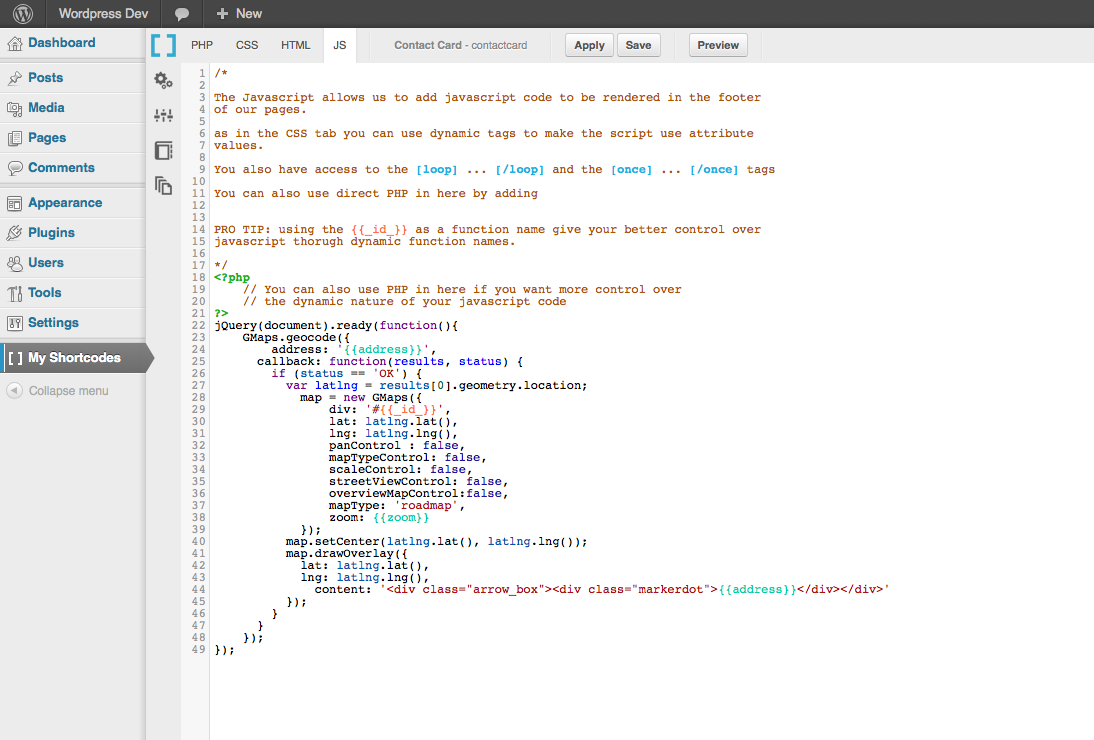 Wordpress Dev
+ New
Dashboard
Posts
Media
Pages
Comments
Appearance
Plugins
Users
Tools
Settings
[ ] My Shortcodes
Collapse menu
PHP CSS HTML JS Contact Card - contactcard Apply Save Preview
1 /*
2
3 The Javascript allows us to add javascript code to be rendered in the footer
4 of our pages.
5
6 as in the CSS tab you can use dynamic tags to make the script use attribute
7 values.
8
9 You also have access to the [loop] ... [/loop] and the [once] ... [/once] tags
10
11 You can also use direct PHP in here by adding
12
13
14 PRO TIP: using the {{_id_}} as a function name give your better control over
15 javascript thorugh dynamic function names.
16
17 */
18 <?php
19 // You can also use PHP in here if you want more control over
20 // the dynamic nature of your javascript code
21 ?>
22 jQuery(document).ready(function(){
23 GMaps.geocode({
24 address: '{{address}}',
25 callback: function(results, status) {
26 if (status == 'OK') {
27 var latlng = results[0].geometry.location;
28 map = new GMaps({
29 div: '#{{_id_}}',
30 lat: latlng.lat(),
31 lng: latlng.lng(),
32 panControl : false,
33 mapTypeControl: false,
34 scaleControl: false,
35 streetViewControl: false,
36 overviewMapControl:false,
37 mapType: 'roadmap',
38 zoom: {{zoom}}
39 });
40 map.setCenter(latlng.lat(), latlng.lng());
41 map.drawOverlay({
42 lat: latlng.lat(),
43 lng: latlng.lng(),
44 content: '<div class="arrow_box"><div class="markerdot">{{address}}</div></div>'
45 });
46 }
47 }
48 });
49 });